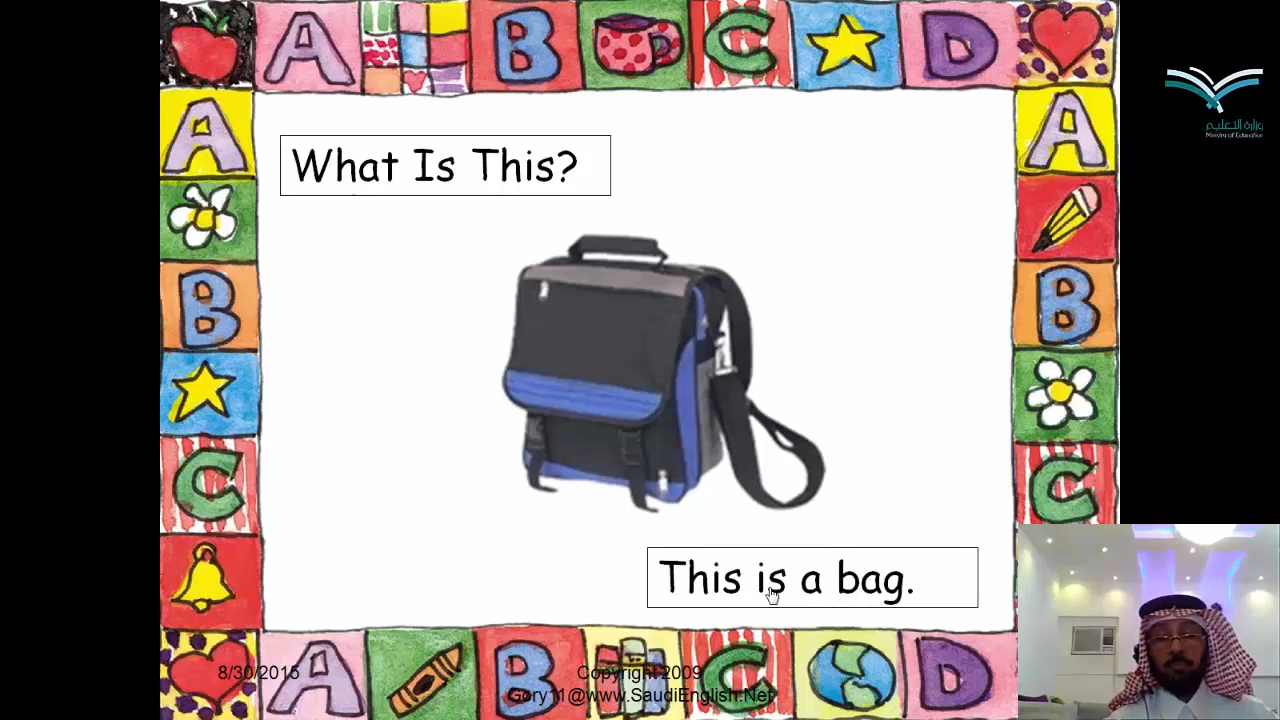 A B C D
وزارة التعليم
Ministry of Education
A
A
What Is This?
B
B
C
C
This is a bag.
8/30/2015
Copyright 2009
Gory11@www.SaudiEnglish.Net
A B C D